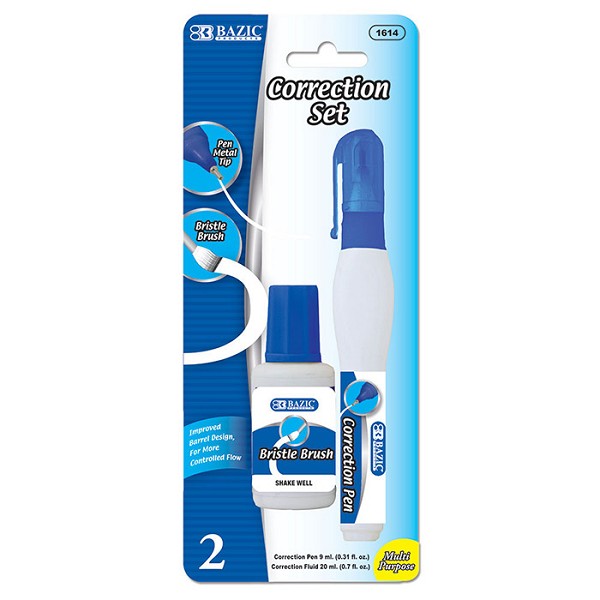 BAZIC
PRODUCTS
1614
Correction
Set
Pen
Metal
Tip
Bristle
Brush
BAZIC
PRODUCTS
Bristle Brush
SHAKE WELL
BAZIC
PRODUCTS
Correction Pen
Improved
Barrel Design,
For More
Controlled Flow
2
Correction Pen 9 ml. (0.31 fl. oz.)
Correction Fluid 20 ml. (0.7 fl. oz.)
Multi
Purpose